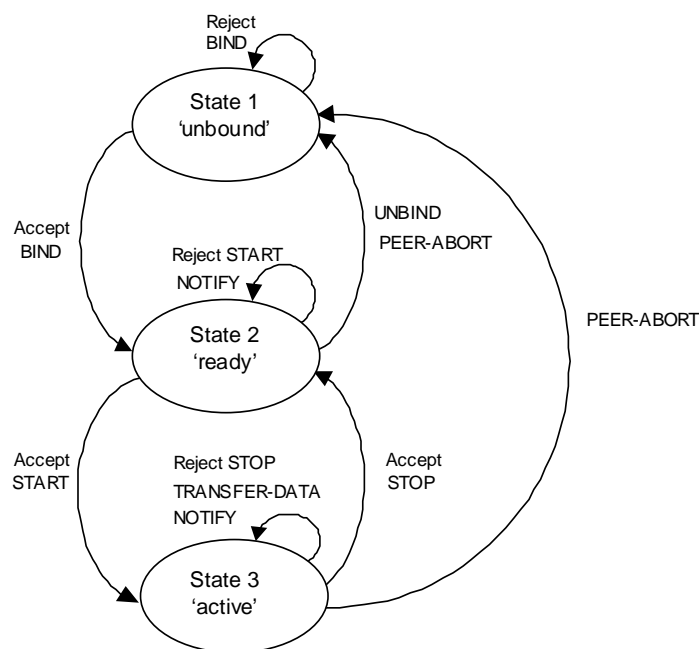 Reject
BIND
State 1
‘unbound’
Accept
BIND
UNBIND
PEER-ABORT
Reject START
NOTIFY
PEER-ABORT
State 2
‘ready’
Accept
START
Reject STOP
TRANSFER-DATA
NOTIFY
Accept
STOP
State 3
‘active’